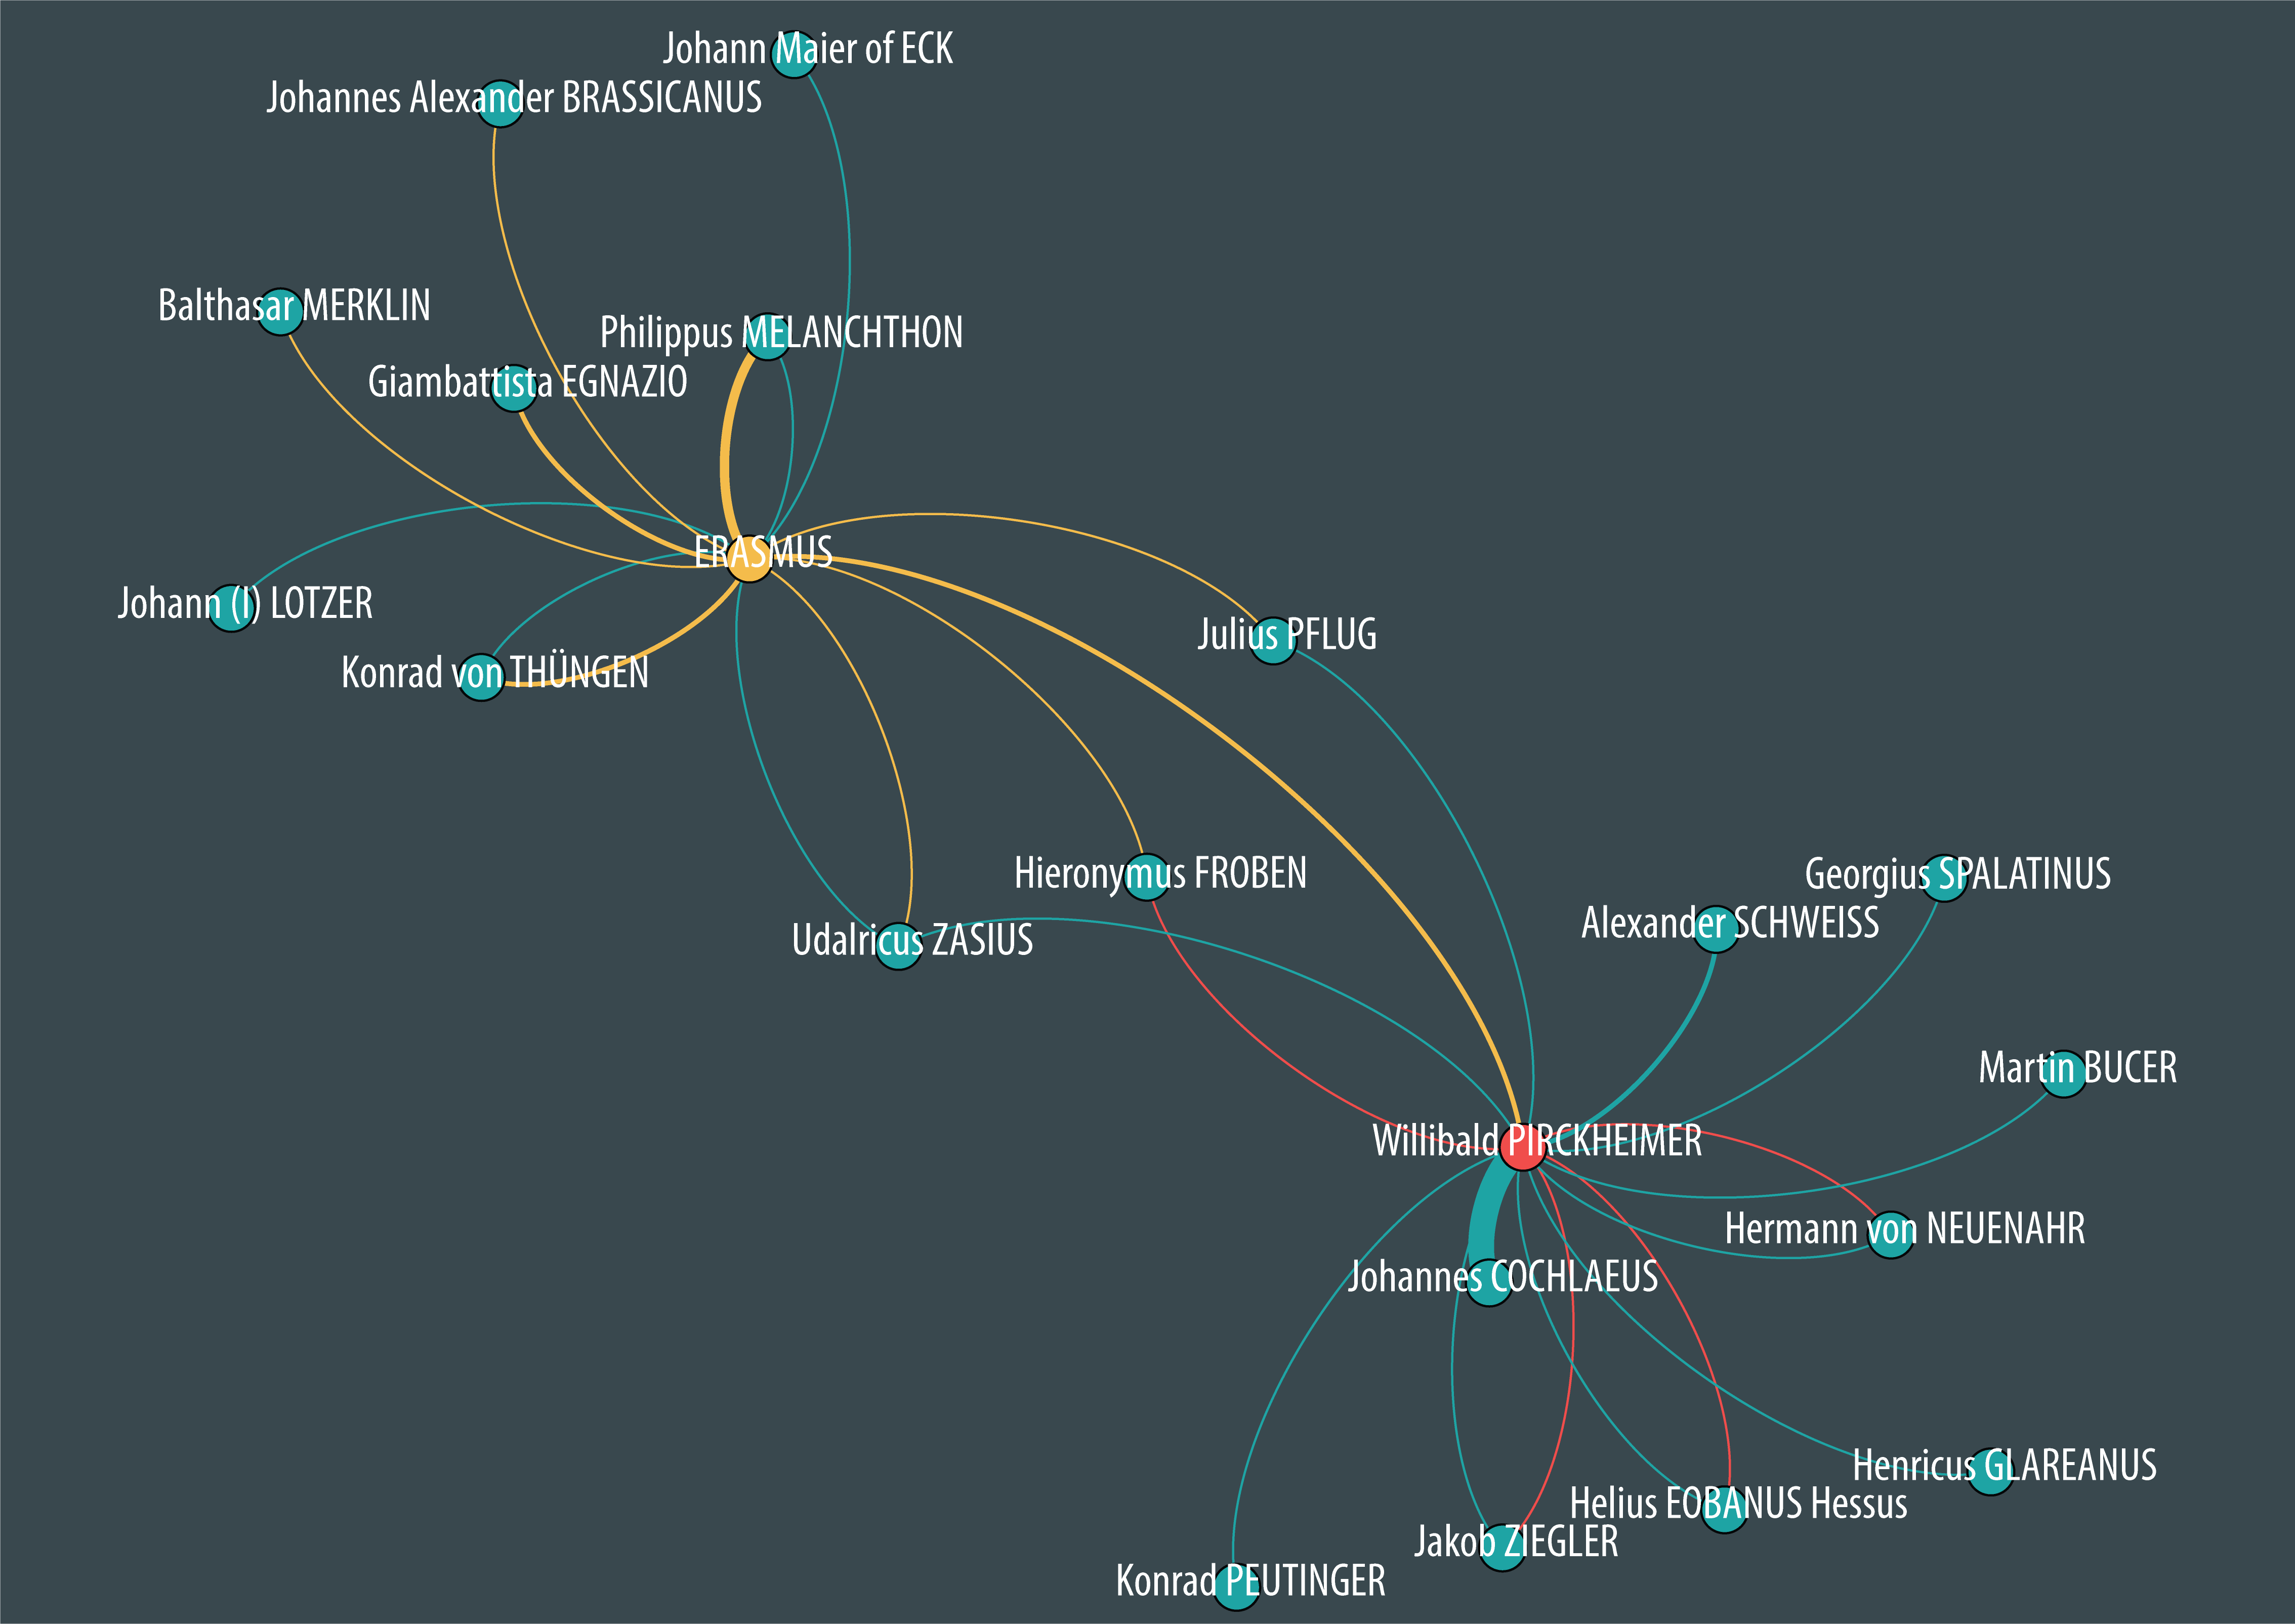 Johann Maier of ECK
Johannes Alexander BRASSICANUS
Balthasar MERKLIN
Philippus MELANCHTHON
Giambattista EGNAZIO
ERASMUS
Johann (I) LOTZER
Julius PFLUG
Konrad von THÜNGEN
Hieronymus FROBEN
Georgius SPALATINUS
Alexander SCHWEISS
Udalricus ZASIUS
Martin BUCER
Willibald PIRCKHEIMER
Hermann von NEUENAHR
Johannes COCHLAEUS
Henricus GLAREANUS
Helius EOBANUS Hessus
Jakob ZIEGLER
Konrad PEUTINGER